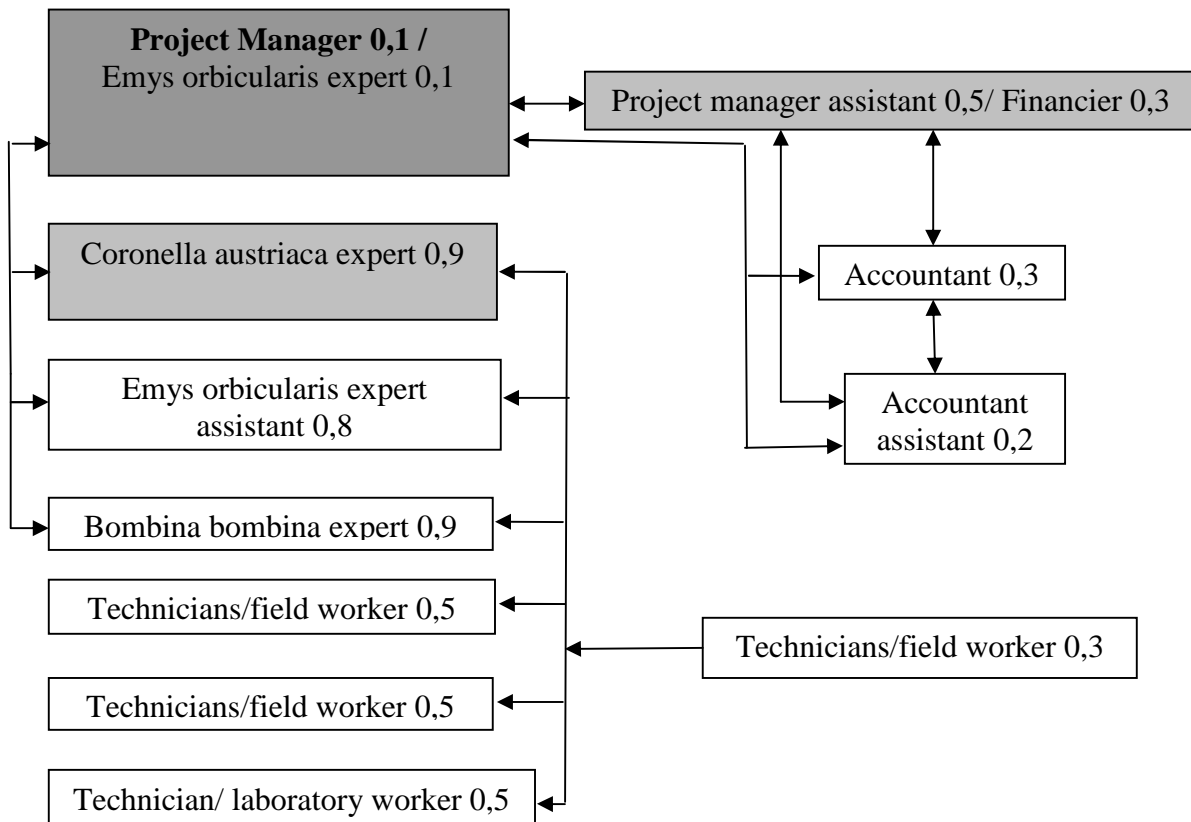 Project Manager 0,1 /
Emys orbicularis expert 0,1
Project manager assistant 0,5/ Financier 0,3
Coronella austriaca expert 0,9
Accountant 0,3
Emys orbicularis expert
assistant 0,8
Accountant
assistant 0,2
Bombina bombina expert 0,9
Technicians/field worker 0,5
Technicians/field worker 0,3
Technicians/field worker 0,5
Technician/ laboratory worker 0,5